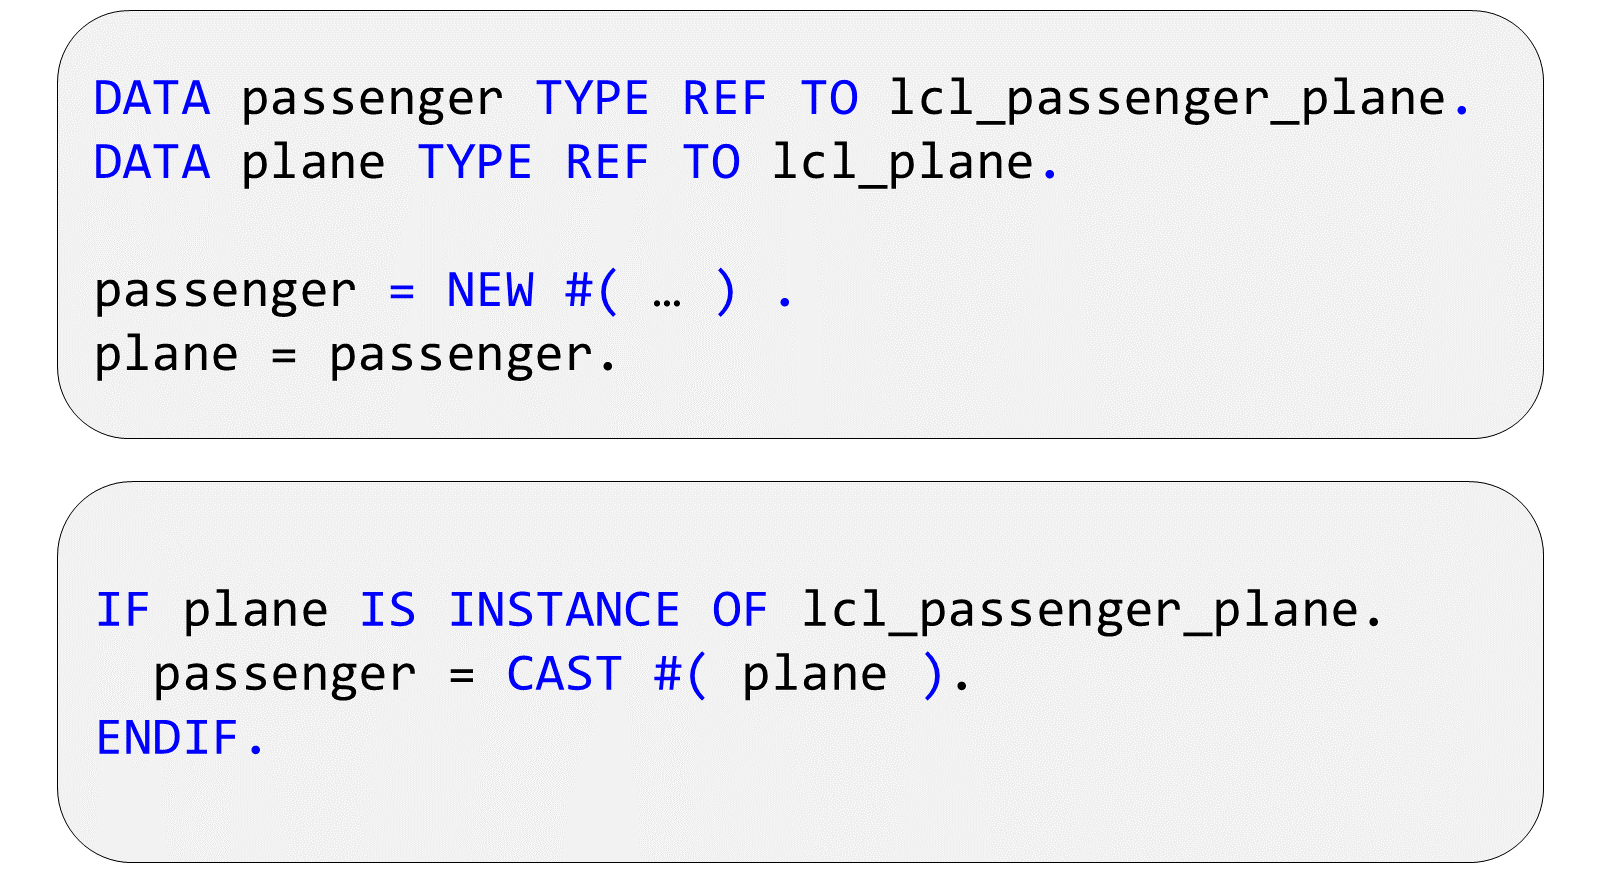 DATA passenger TYPE REF TO lcl_passenger_plane.
DATA plane TYPE REF TO lcl_plane.
passenger = NEW #( … ) .
plane = passenger.
IF plane IS INSTANCE OF lcl_passenger_plane.
passenger = CAST #( plane ).
ENDIF.